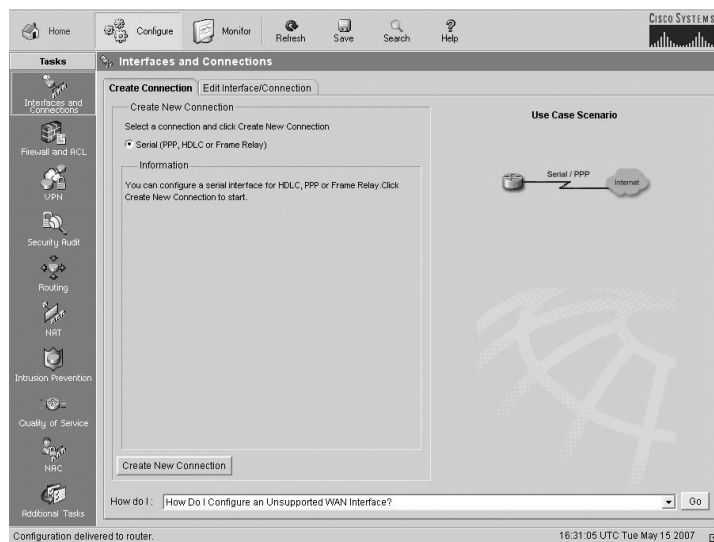 Home
Configure
Monitor
Refresh
Save
Search
Help
CISCO SYSTEMS
Tasks
Interfaces and Connections
Create Connection
Edit Interface/Connection
Interfaces and
Connections
Firewall and ACL
VPN
Security Audit
Routing
NAT
Intrusion Prevention
Quality of Service
NAC
Additional Tasks
Create New Connection
Select a connection and click Create New Connection
Serial (PPP, HDLC or Frame Relay)
Information
You can configure a serial interface for HDLC, PPP or Frame Relay.Click
Create New Connection to start.
Use Case Scenario
Serial / PPP
Internet
Create New Connection
How do I :
How Do I Configure an Unsupported WAN Interface?
Go
Configuration delivered to router.
16:31:05 UTC Tue May 15 2007